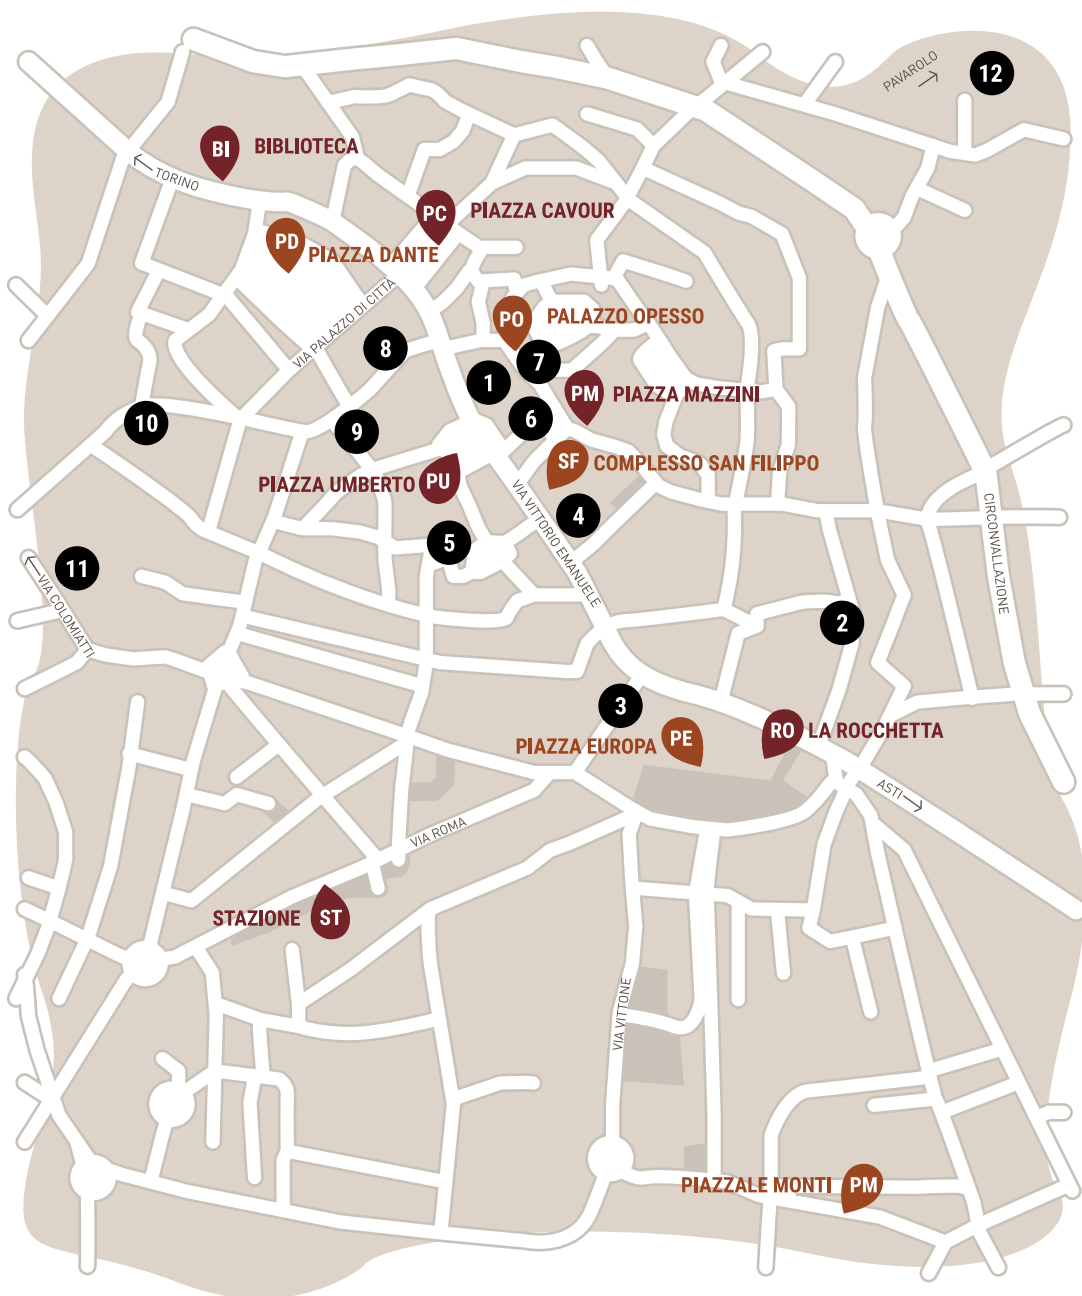 PAVAROLO
12
BI
BIBLIOTECA
TORINO
PC
PIAZZA CAVOUR
PD
PIAZZA DANTE
VIA PALAZZO DI CITTÀ
PO
PALAZZO OPESSO
8
7
1
PM
PIAZZA MAZZINI
6
10
9
SF
COMPLESSO SAN FILIPPO
PIAZZA UMBERTO
PU
VIA VITTORIO EMANUELE
4
5
CIRCONVALLAZIONE
11
VIA COLOMIATTI
2
3
PIAZZA EUROPA
PE
RO
LA ROCCHETTA
ASTI
VIA ROMA
STAZIONE
ST
VIA VITTONE
PIAZZALE MONTI
PM